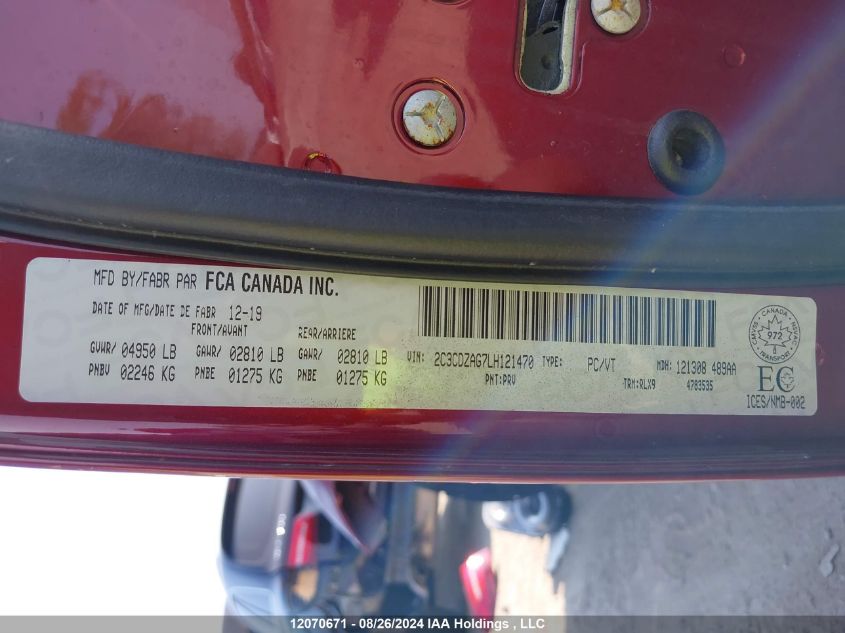 MFD BY/FABR PAR FCA CANADA INC.
DATE OF MFG/DATE DE FABR 12-19
FRONT/AVANT REAR/ARRIERE
GVWR/ 04950 LB GAWR/ 02810 LB GAWR/ 02810 LB
PNBV 02246 KG PNBE 01275 KG PNBE 01275 KG
VIN: 2C3CDZAG7LH121470 TYPE: PC/VT MDH: 121308 489AA
PNT:PRV TRM:RLX9 4783535
CANADA
972
EC
ICES/NMB-002
12070671 - 08/26/2024 IAA Holdings , LLC